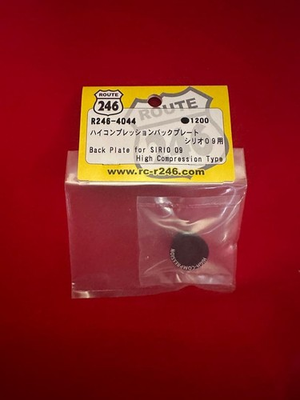 ROUTE
246
ROUTE
R246-4044
●1200
ハイコンプレッションバックプレート
シリオ09用
Back Plate for SIRIO 09
High Compression Type
www.rc-r246.com